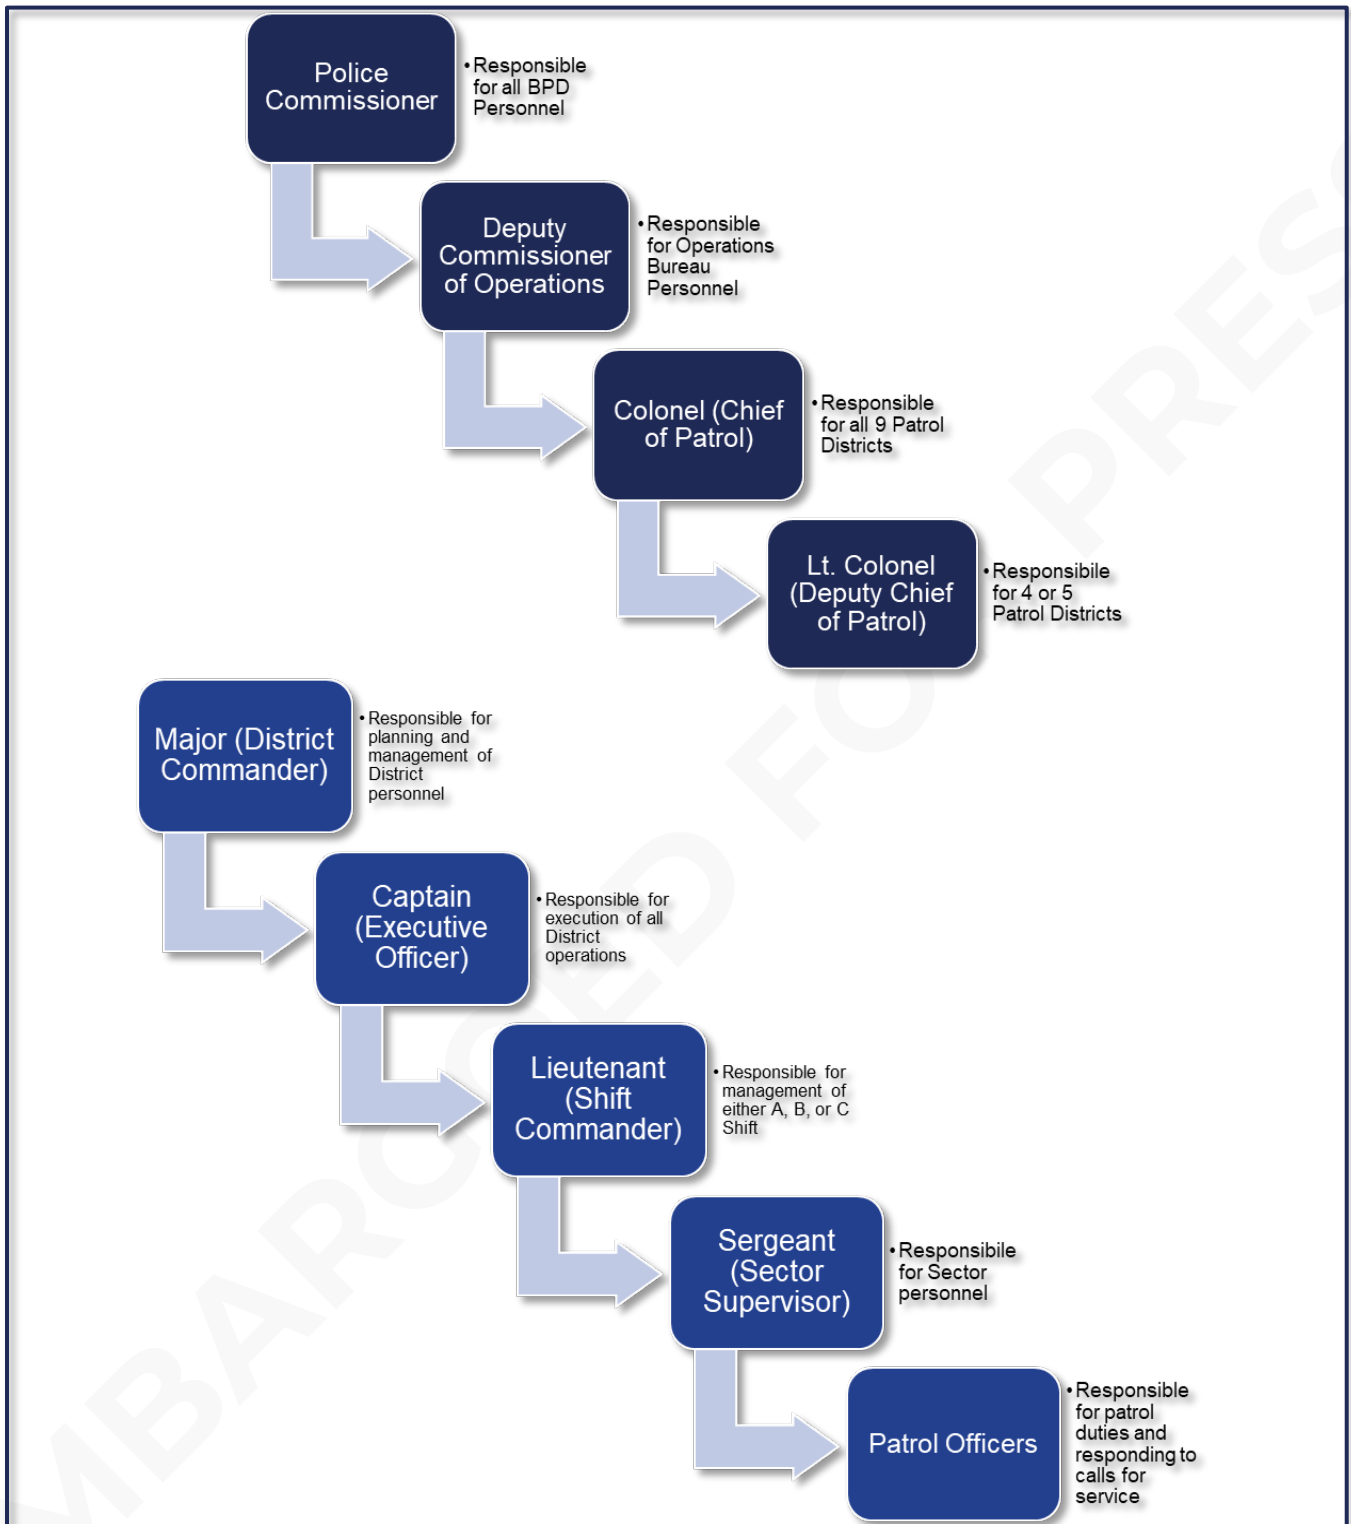 Police
Commissioner
•Responsible
for all BPD
Personnel
Deputy
Commissioner
of Operations
•Responsible
for Operations
Bureau
Personnel
Colonel (Chief
of Patrol)
•Responsible
for all 9 Patrol
Districts
Lt. Colonel
(Deputy Chief
of Patrol)
•Responsibile
for 4 or 5
Patrol Districts
Major (District
Commander)
•Responsible for
planning and
management of
District
personnel
Captain
(Executive
Officer)
•Responsible for
execution of all
District
operations
Lieutenant
(Shift
Commander)
•Responsible for
management of
either A, B, or C
Shift
Sergeant
(Sector
Supervisor)
•Responsibile
for Sector
personnel
Patrol Officers
•Responsible
for patrol
duties and
responding to
calls for
service
MBARGOED FOR PRESS